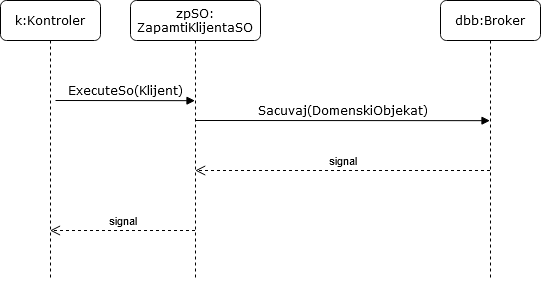 k:Kontroler
zpSO:
ZapamtiKlijentaSO
dbb:Broker
ExecuteSo(Klijent)
Sacuvaj(DomenskiObjekat)
signal
signal